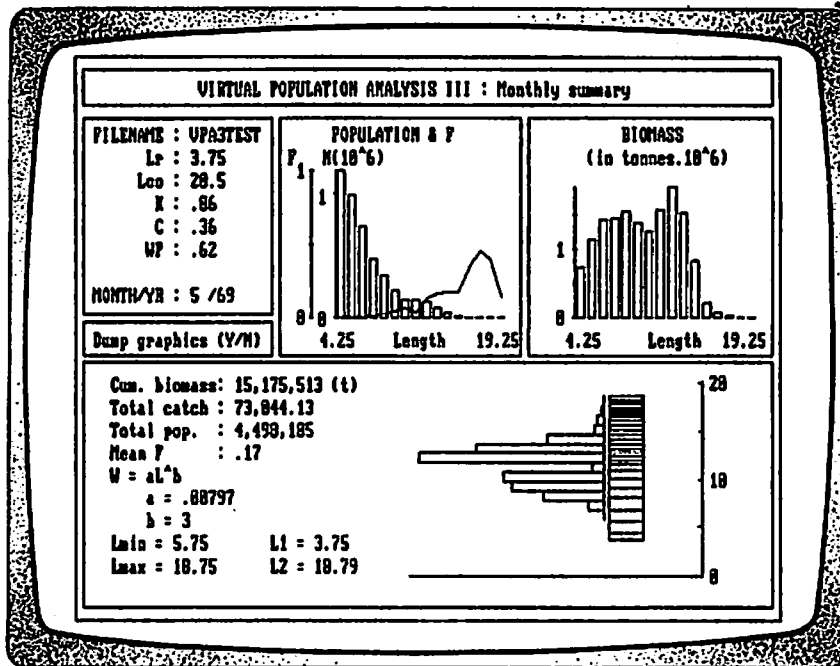 VIRTUAL POPULATION ANALYSIS III : Monthly summary
FILENAME : VPA3TEST
Lr : 3.75
Loo : 20.5
K : .86
C : .36
WP : .62
MONTH/YR : 5 /69
Dump graphics (Y/N)
POPULATION & F
F N(10^6)
1
1
0 0
4.25 Length 19.25
BIOMASS
(in tonnes.10^6)
1
0
4.25 Length 19.25
Cum. biomass: 15,175,513 (t)
Total catch : 73,044.13
Total pop. : 4,498,185
Mean F : .17
W = aL^b
a = .00797
b = 3
Lmin = 5.75 L1 = 3.75
Lmax = 18.75 L2 = 18.79
20
10
0